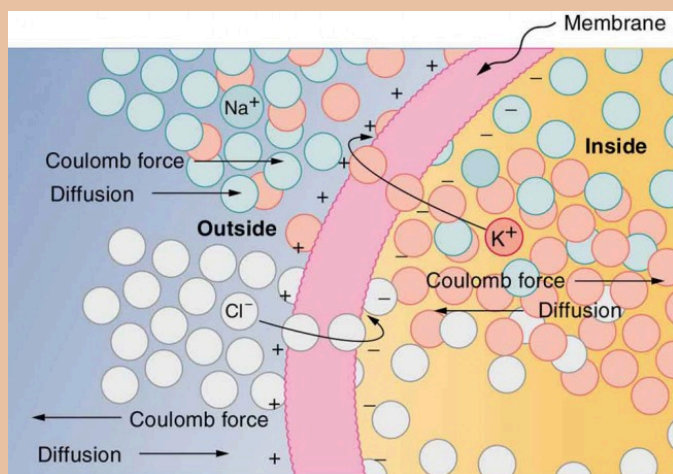 Membrane
Na⁺
Inside
Coulomb force
Diffusion
Outside
K⁺
Coulomb force
Diffusion
Cl⁻
Coulomb force
Diffusion